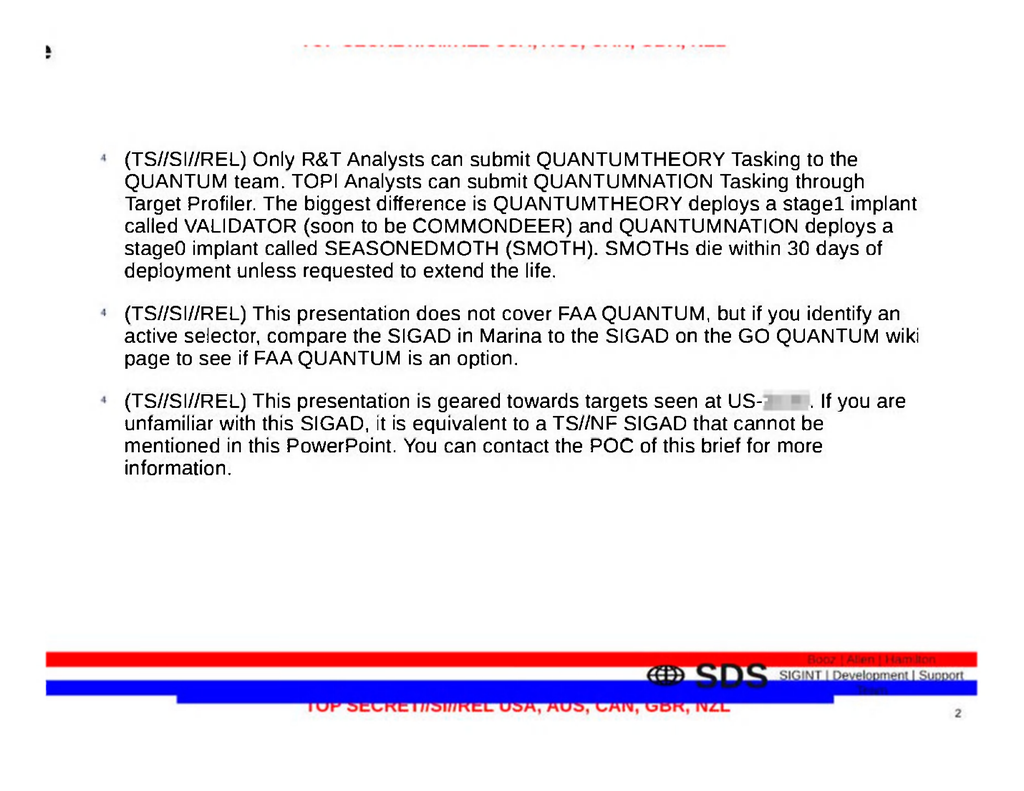 (TS//SI//REL) Only R&T Analysts can submit QUANTUMTHEORY Tasking to the
QUANTUM team. TOPI Analysts can submit QUANTUMNATION Tasking through
Target Profiler. The biggest difference is QUANTUMTHEORY deploys a stage1 implant
called VALIDATOR (soon to be COMMONDEER) and QUANTUMNATION deploys a
stage0 implant called SEASONEDMOTH (SMOTH). SMOTHs die within 30 days of
deployment unless requested to extend the life.
(TS//SI//REL) This presentation does not cover FAA QUANTUM, but if you identify an
active selector, compare the SIGAD in Marina to the SIGAD on the GO QUANTUM wiki
page to see if FAA QUANTUM is an option.
(TS//SI//REL) This presentation is geared towards targets seen at US- . If you are
unfamiliar with this SIGAD, it is equivalent to a TS//NF SIGAD that cannot be
mentioned in this PowerPoint. You can contact the POC of this brief for more
information.
Booz | Allen | Hamilton
SDS
SIGINT | Development | Support
TOP SECRET//SI//REL USA, AUS, CAN, GBR, NZL
2